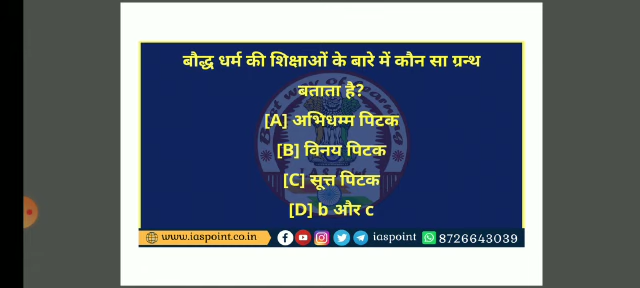 बौद्ध धर्म की शिक्षाओं के बारे में कौन सा ग्रन्थ
बताता है?
[A] अभिधम्म पिटक
[B] विनय पिटक
[C] सूत्त पिटक
[D] b और c
www.iaspoint.co.in iaspoint 8726643039